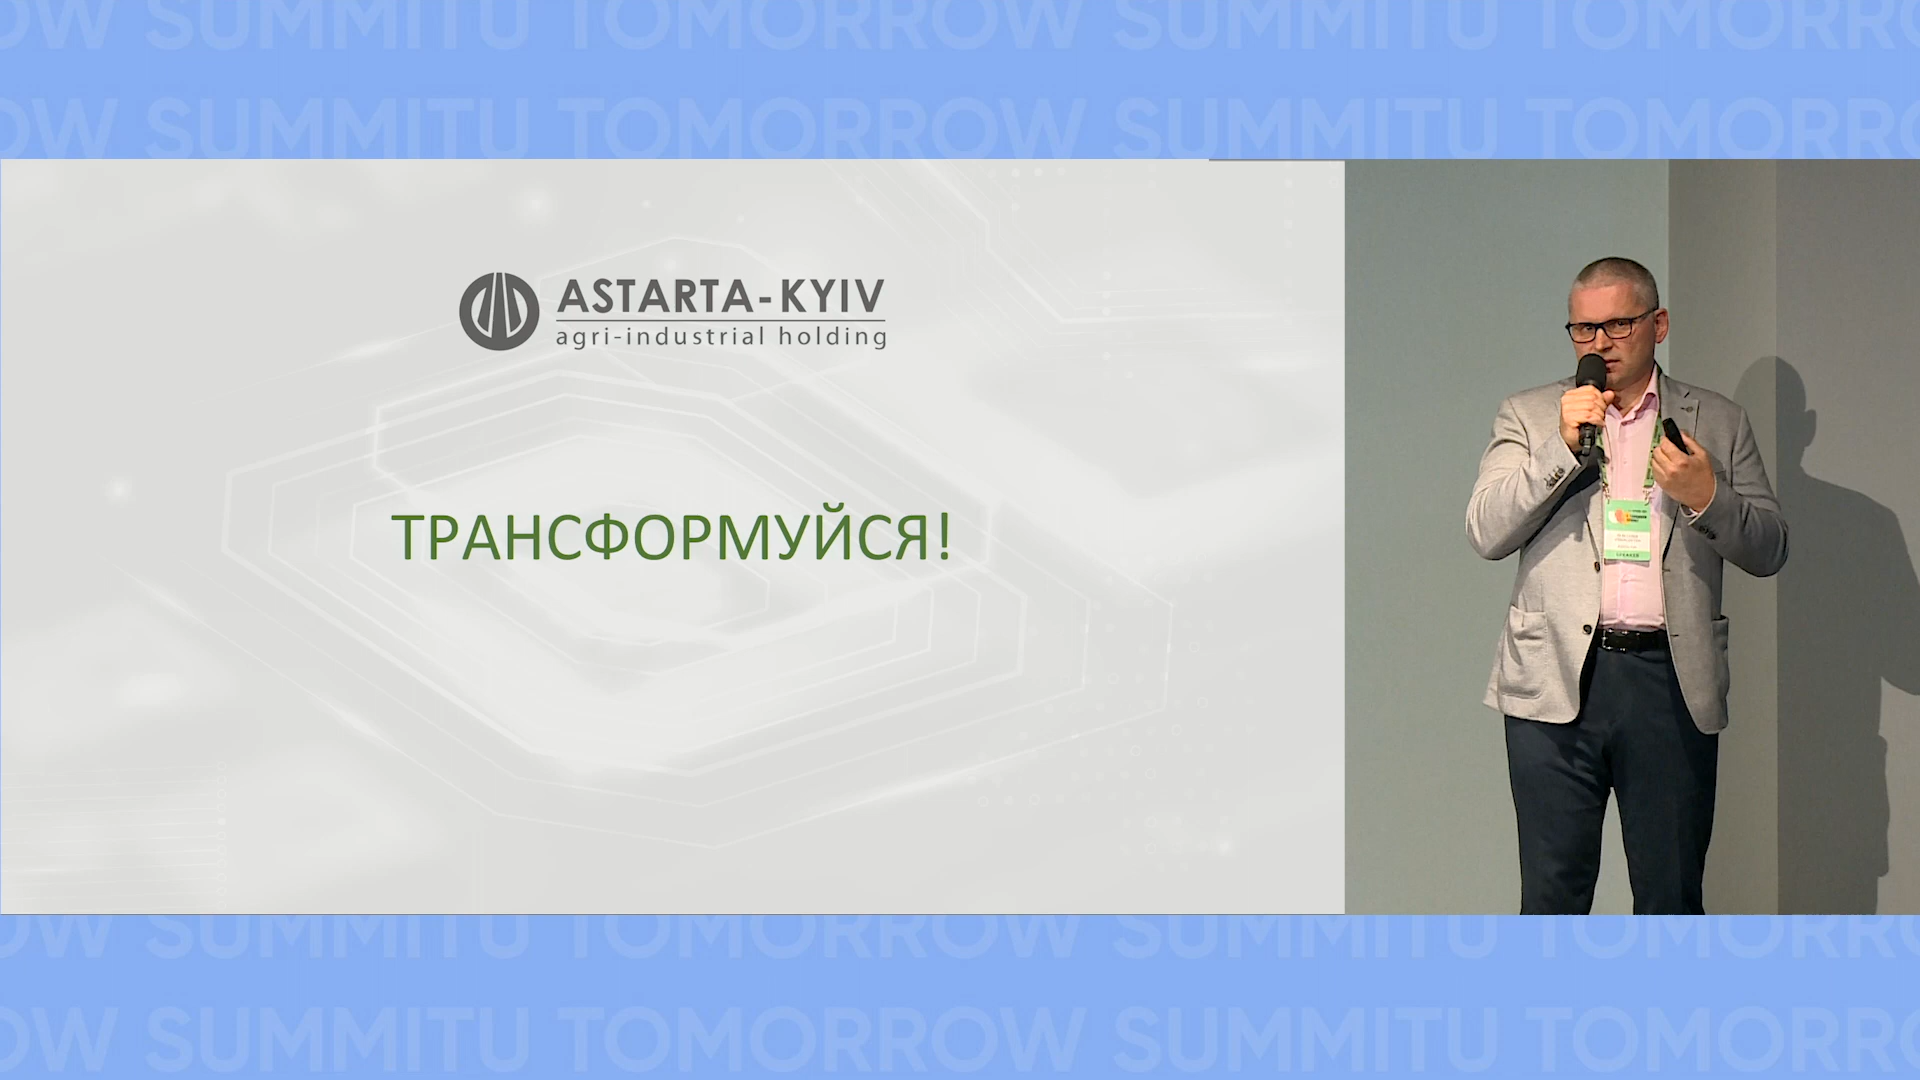 OW SUMMITU TOMORROW SUMMITU TOMORRO
OW SUMMITU TOMORROW SUMMITU TOMORRO
ASTARTA-KYIV
agri-industrial holding
ТРАНСФОРМУЙСЯ!
SPEAKER
OW SUMMITU TOMORROW SUMMITU TOMORRO
OW SUMMITU TOMORROW SUMMITU TOMORRO